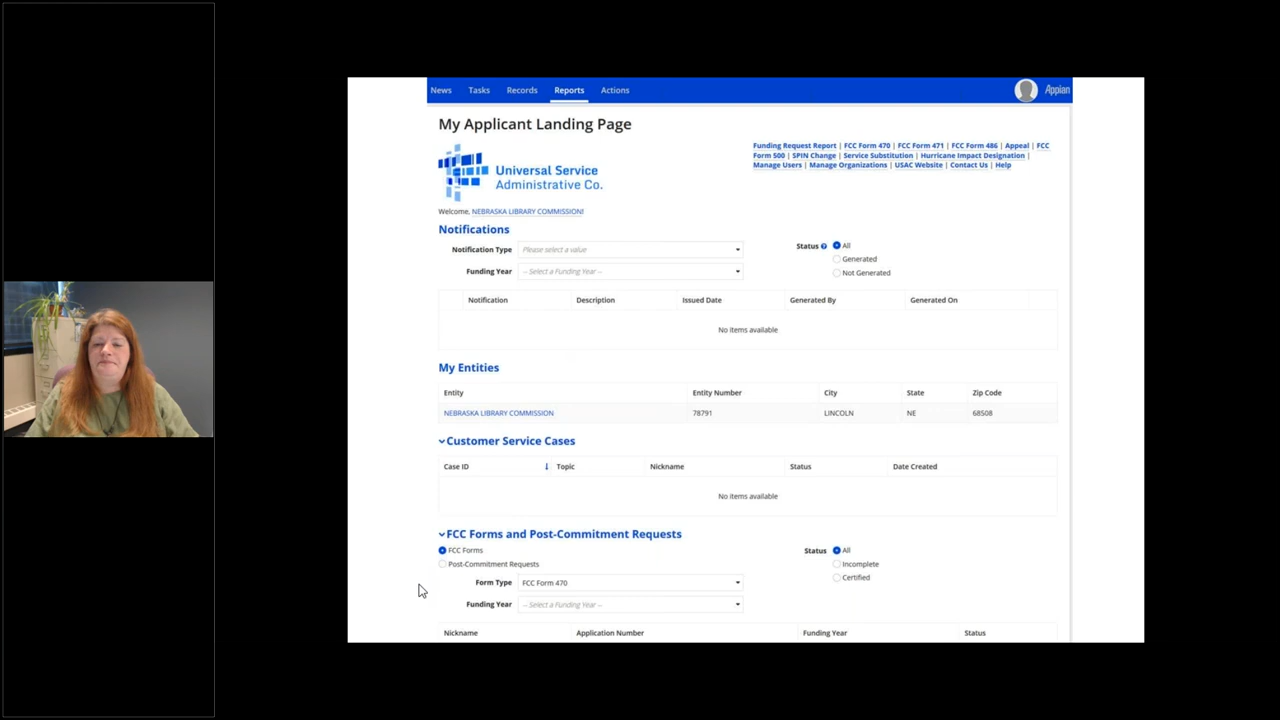 News Tasks Records Reports Actions Appian
My Applicant Landing Page
Funding Request Report | FCC Form 470 | FCC Form 471 | FCC Form 486 | Appeal | FCC
Form 500 | SPIN Change | Service Substitution | Hurricane Impact Designation |
Manage Users | Manage Organizations | USAC Website | Contact Us | Help
Universal Service
Administrative Co.
Welcome, NEBRASKA LIBRARY COMMISSION!
Notifications
Notification Type Please select a value Status ? All
Generated
Funding Year -- Select a Funding Year -- Not Generated
Notification Description Issued Date Generated By Generated On
No items available
My Entities
Entity Entity Number City State Zip Code
NEBRASKA LIBRARY COMMISSION 78791 LINCOLN NE 68508
Customer Service Cases
Case ID ↓ Topic Nickname Status Date Created
No items available
FCC Forms and Post-Commitment Requests
FCC Forms Status All
Post-Commitment Requests Incomplete
Form Type FCC Form 470 Certified
Funding Year -- Select a Funding Year --
Nickname Application Number Funding Year Status